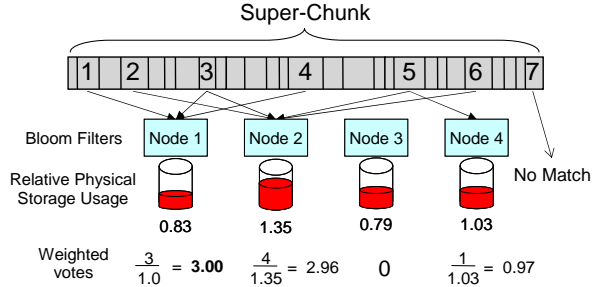 Super-Chunk
1 2 3 4 5 6 7
Bloom Filters Node 1 Node 2 Node 3 Node 4
No Match
Relative Physical
Storage Usage
0.83 1.35 0.79 1.03
Weighted
votes
3/1.0 = 3.00 4/1.35 = 2.96 0 1/1.03 = 0.97